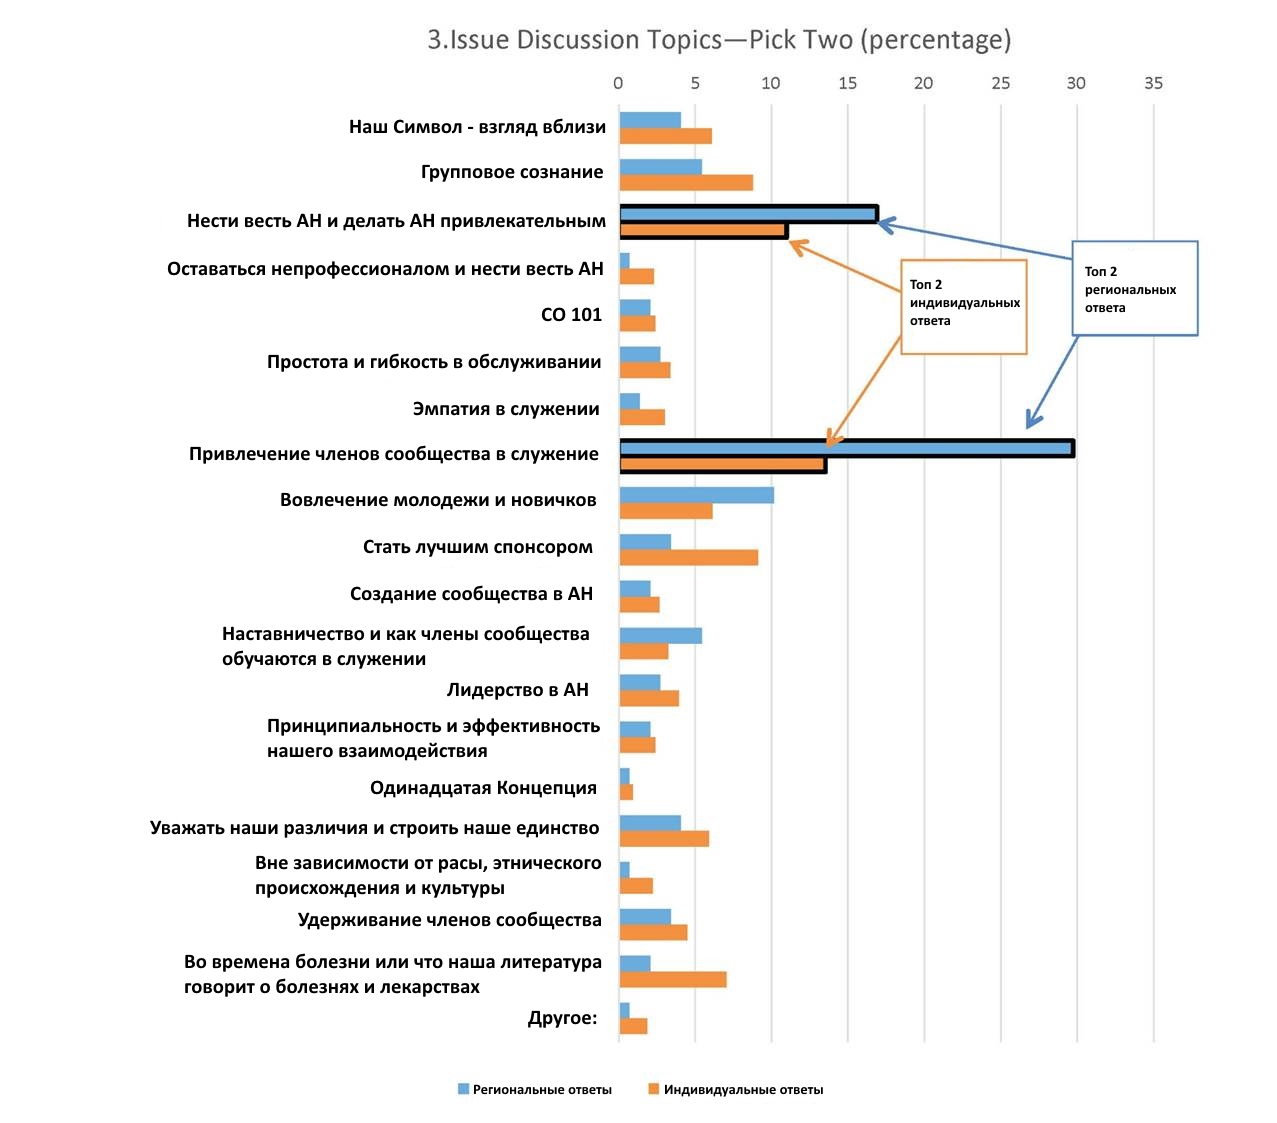 3.Issue Discussion Topics—Pick Two (percentage)
0 5 10 15 20 25 30 35
Наш Символ - взгляд вблизи
Групповое сознание
Нести весть АН и делать АН привлекательным
Оставаться непрофессионалом и нести весть АН
СО 101
Простота и гибкость в обслуживании
Эмпатия в служении
Привлечение членов сообщества в служение
Вовлечение молодежи и новичков
Стать лучшим спонсором
Создание сообщества в АН
Наставничество и как члены сообщества
обучаются в служении
Лидерство в АН
Принципиальность и эффективность
нашего взаимодействия
Одинадцатая Концепция
Уважать наши различия и строить наше единство
Вне зависимости от расы, этнического
происхождения и культуры
Удерживание членов сообщества
Во времена болезни или что наша литература
говорит о болезнях и лекарствах
Другое:
Топ 2
индивидуальных
ответа
Топ 2
региональных
ответа
Региональные ответы
Индивидуальные ответы